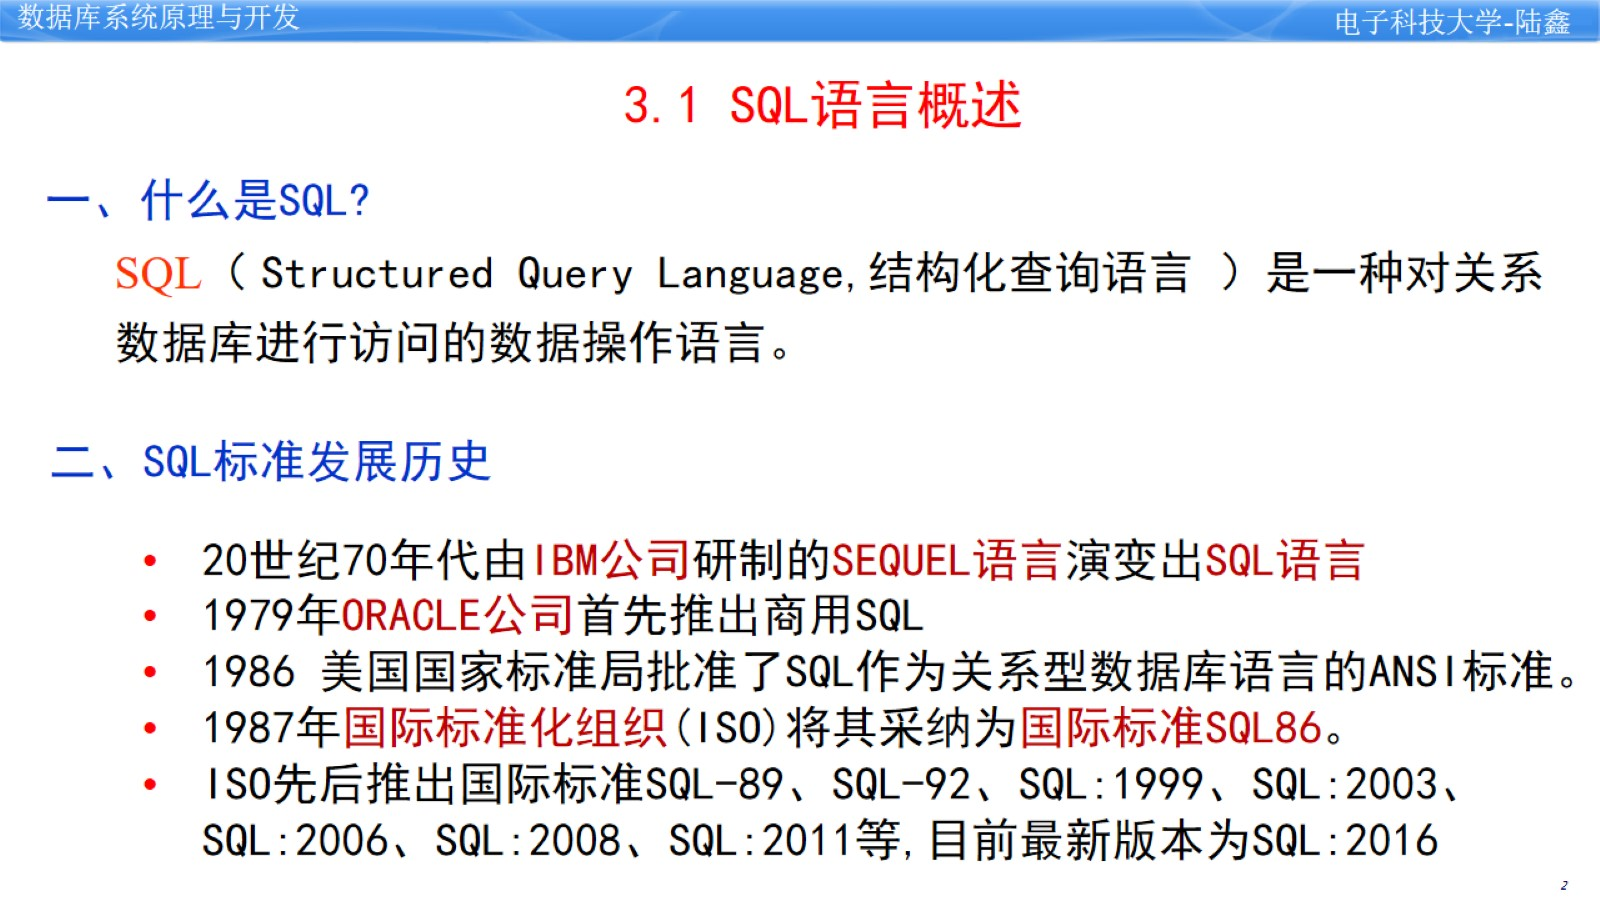 数据库系统原理与开发
电子科技大学-陆鑫
3.1 SQL语言概述
一、什么是SQL?
SQL（Structured Query Language,结构化查询语言 ）是一种对关系
数据库进行访问的数据操作语言。
二、SQL标准发展历史
• 20世纪70年代由IBM公司研制的SEQUEL语言演变出SQL语言
• 1979年ORACLE公司首先推出商用SQL
• 1986 美国国家标准局批准了SQL作为关系型数据库语言的ANSI标准。
• 1987年国际标准化组织(ISO)将其采纳为国际标准SQL86。
• ISO先后推出国际标准SQL-89、SQL-92、SQL:1999、SQL:2003、
SQL:2006、SQL:2008、SQL:2011等,目前最新版本为SQL:2016
2